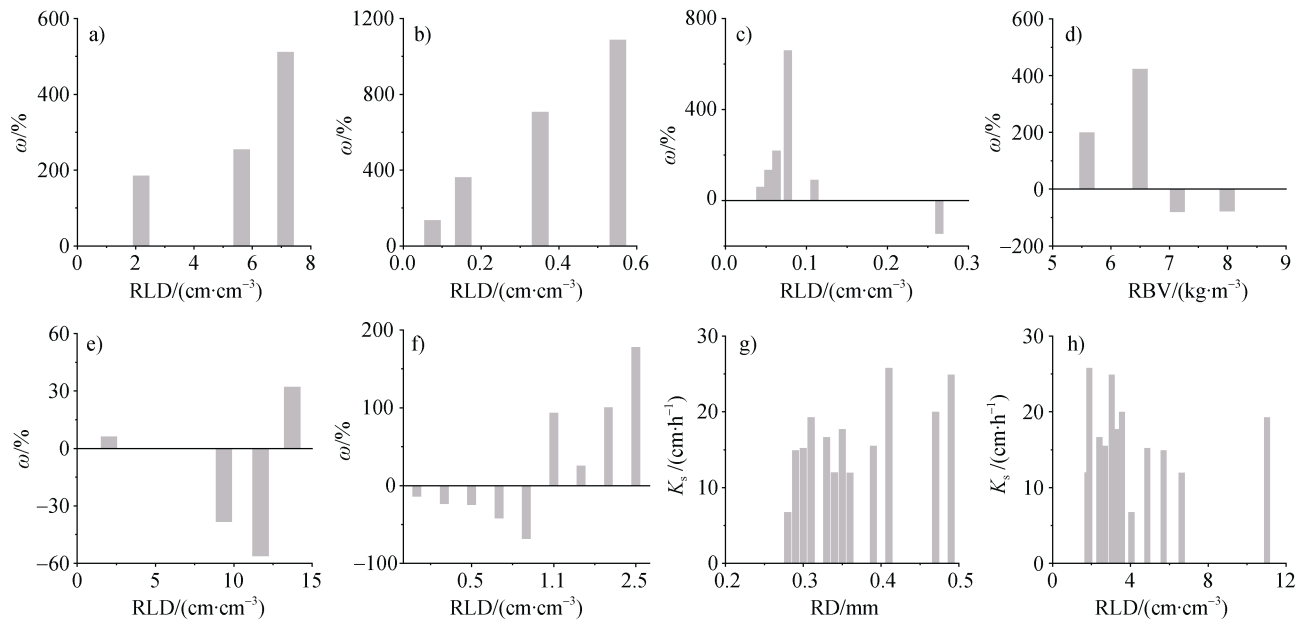 a)
ω/%
600
400
200
0
0 2 4 6 8
RLD/(cm·cm⁻³)
b)
ω/%
1200
800
400
0
0.0 0.2 0.4 0.6
RLD/(cm·cm⁻³)
c)
ω/%
800
400
0
0.0 0.1 0.2 0.3
RLD/(cm·cm⁻³)
d)
ω/%
600
400
200
0
−200
5 6 7 8 9
RBV/(kg·m⁻³)
e)
ω/%
60
30
0
−30
−60
0 5 10 15
RLD/(cm·cm⁻³)
f)
ω/%
200
100
0
−100
0.5 1.1 2.5
RLD/(cm·cm⁻³)
g)
Kₛ /(cm·h⁻¹)
30
20
10
0
0.2 0.3 0.4 0.5
RD/mm
h)
Kₛ /(cm·h⁻¹)
30
20
10
0
0 4 8 12
RLD/(cm·cm⁻³)